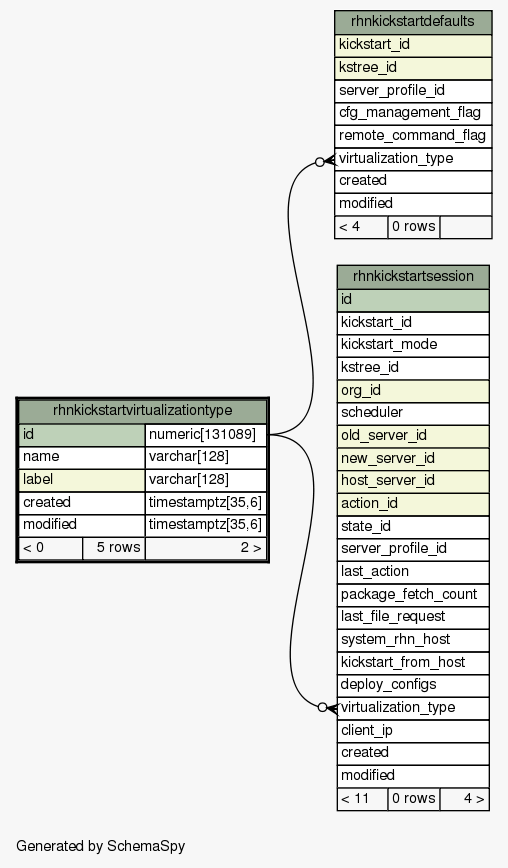 rhnkickstartdefaults
kickstart_id
kstree_id
server_profile_id
cfg_management_flag
remote_command_flag
virtualization_type
created
modified
< 4 0 rows
rhnkickstartsession
id
kickstart_id
kickstart_mode
kstree_id
org_id
scheduler
old_server_id
new_server_id
host_server_id
action_id
state_id
server_profile_id
last_action
package_fetch_count
last_file_request
system_rhn_host
kickstart_from_host
deploy_configs
virtualization_type
client_ip
created
modified
< 11 0 rows 4 >
rhnkickstartvirtualizationtype
id numeric[131089]
name varchar[128]
label varchar[128]
created timestamptz[35,6]
modified timestamptz[35,6]
< 0 5 rows 2 >
Generated by SchemaSpy